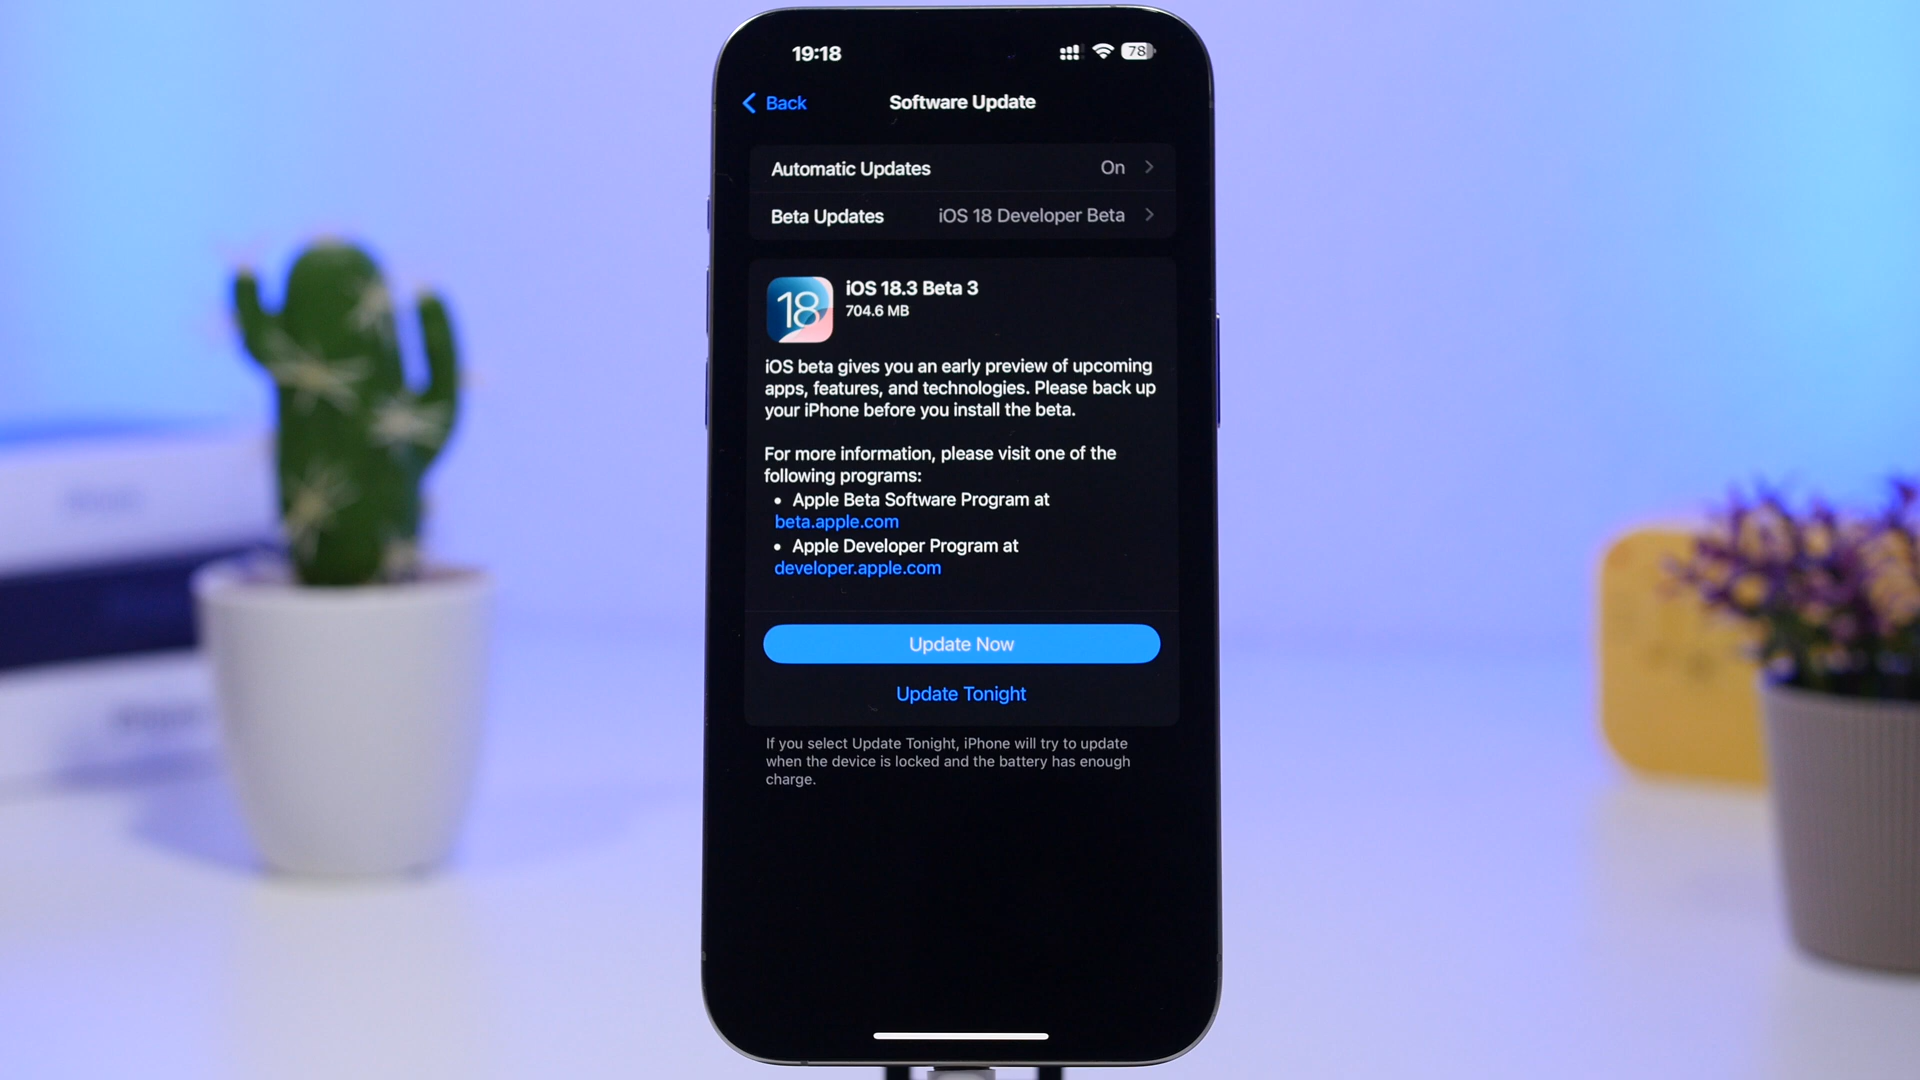 19:18
78
Back
Software Update
Automatic Updates On
Beta Updates iOS 18 Developer Beta
18
iOS 18.3 Beta 3
704.6 MB
iOS beta gives you an early preview of upcoming
apps, features, and technologies. Please back up
your iPhone before you install the beta.
For more information, please visit one of the
following programs:
• Apple Beta Software Program at
beta.apple.com
• Apple Developer Program at
developer.apple.com
Update Now
Update Tonight
If you select Update Tonight, iPhone will try to update
when the device is locked and the battery has enough
charge.